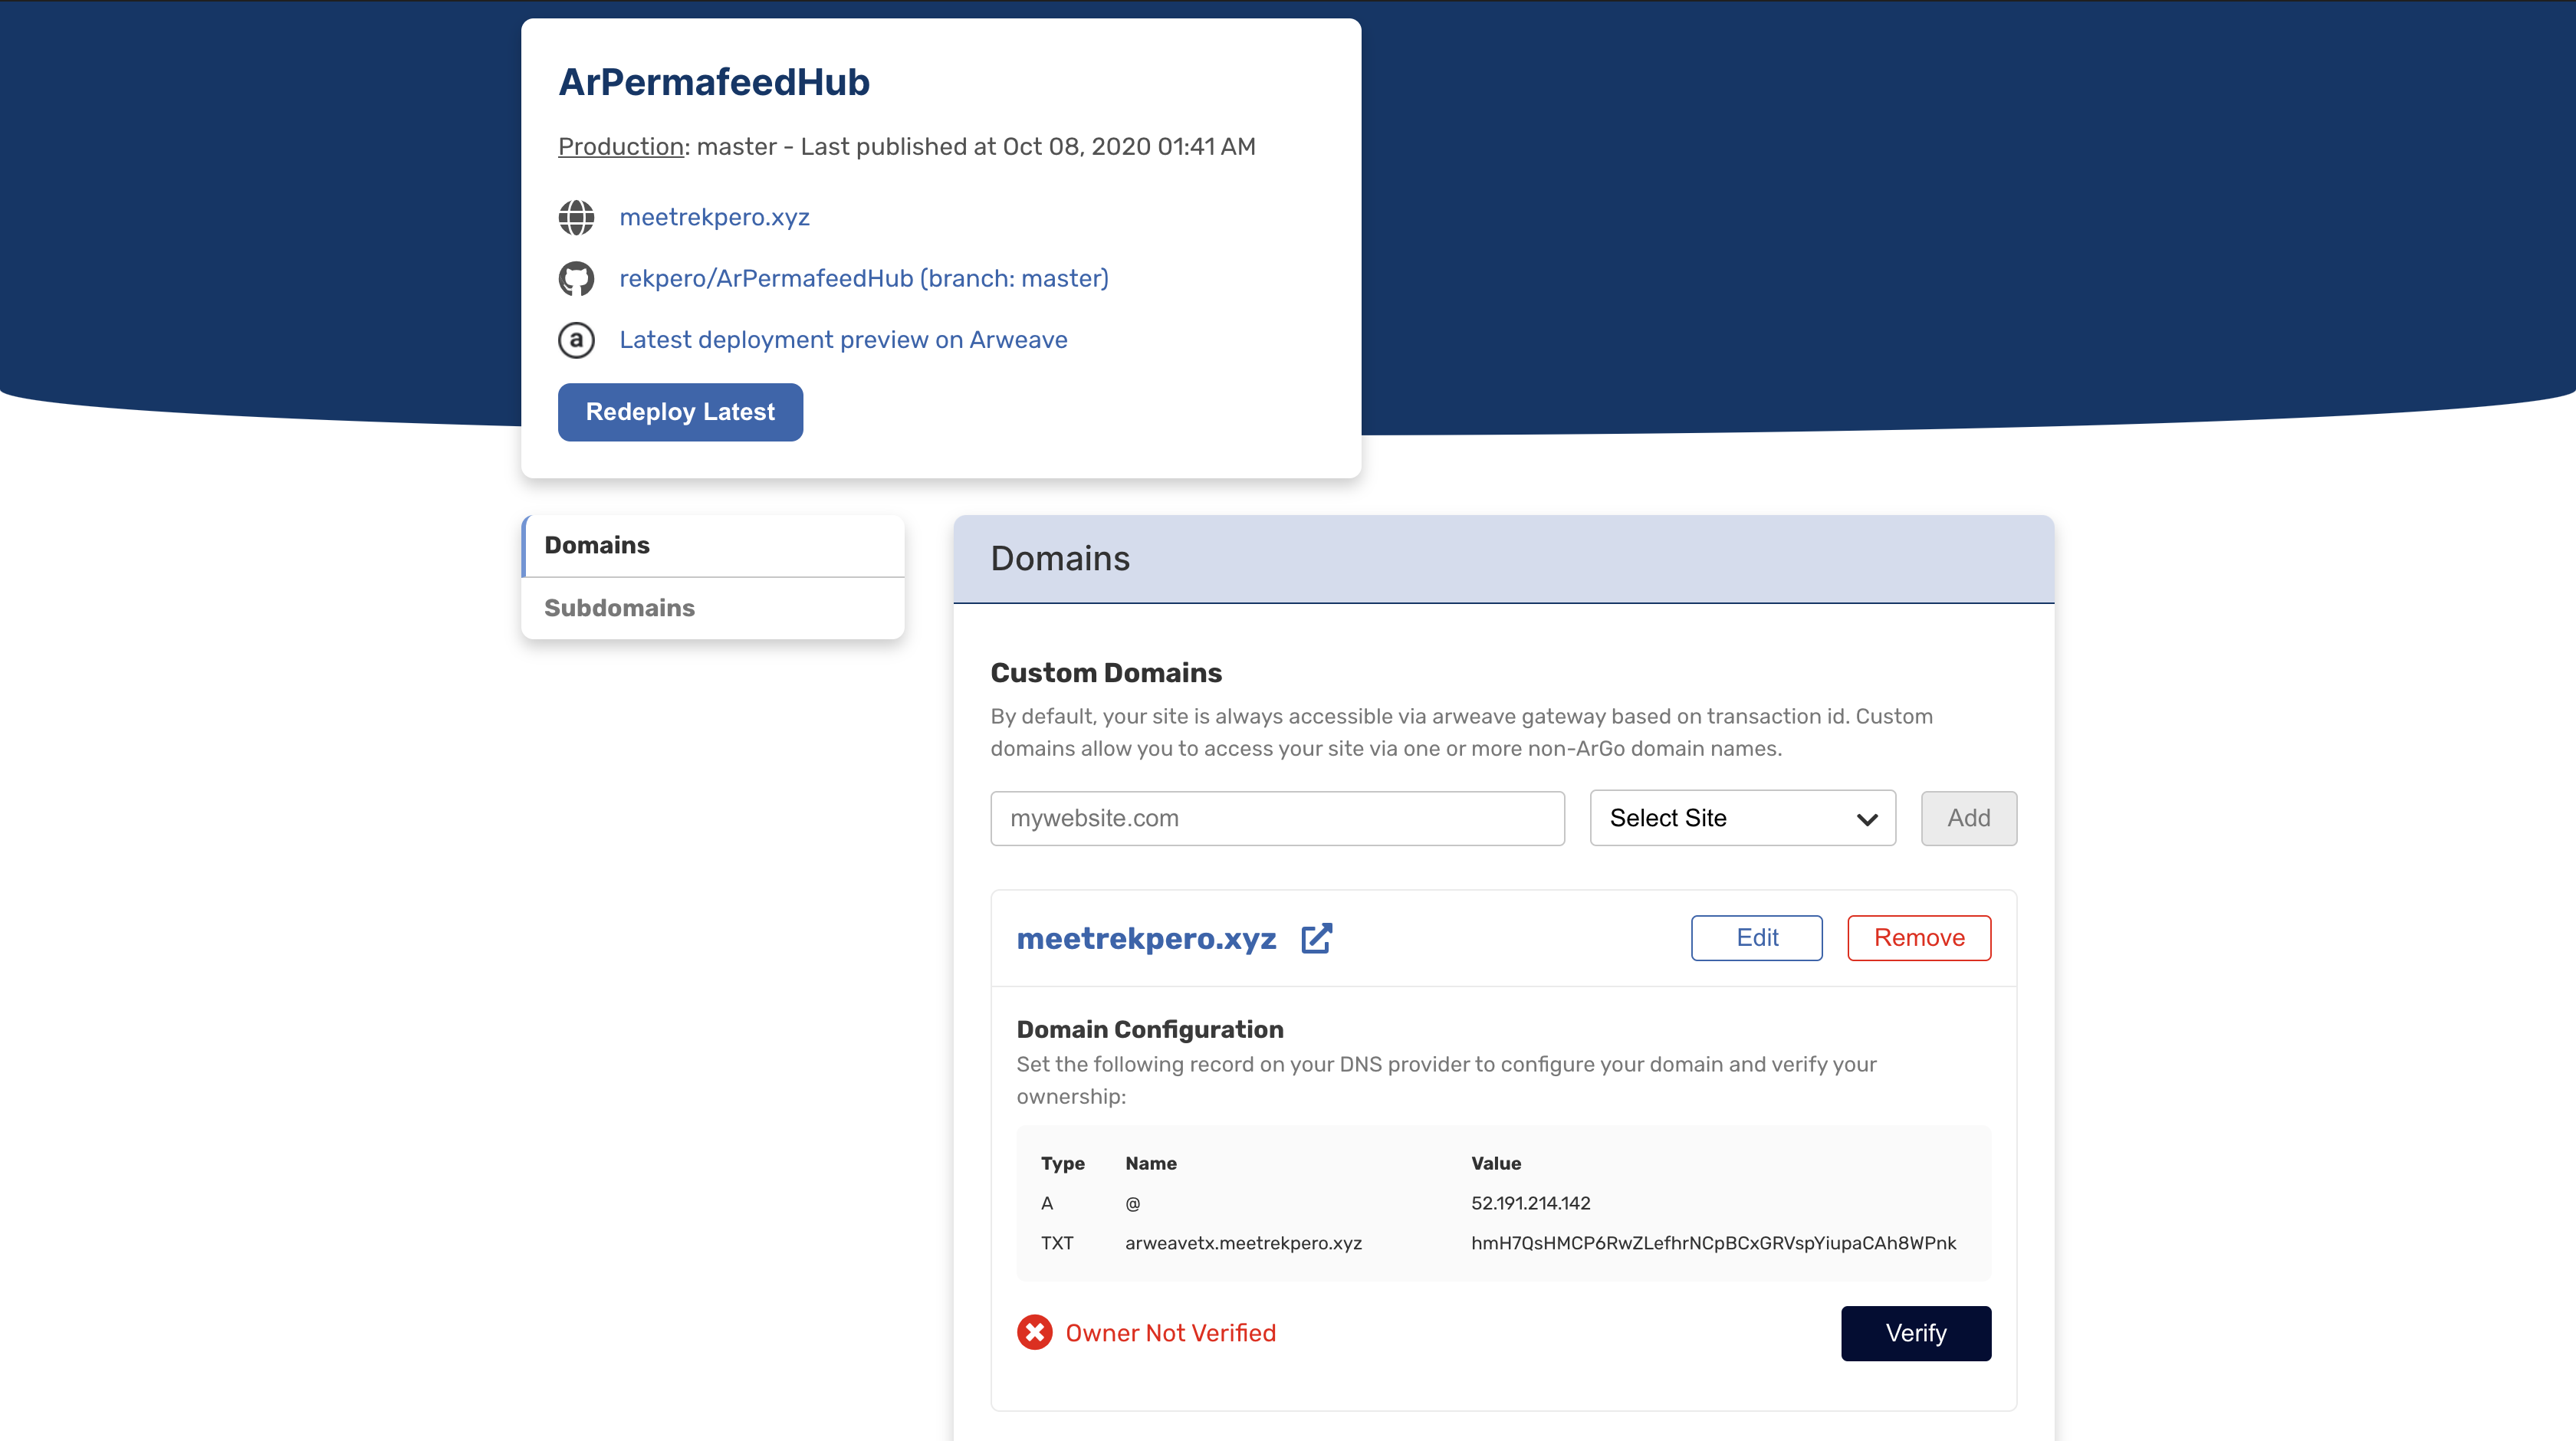 ArPermafeedHub
Production: master - Last published at Oct 08, 2020 01:41 AM
meetrekpero.xyz
rekpero/ArPermafeedHub (branch: master)
a
Latest deployment preview on Arweave
Redeploy Latest
Domains
Subdomains
Domains
Custom Domains
By default, your site is always accessible via arweave gateway based on transaction id. Custom
domains allow you to access your site via one or more non-ArGo domain names.
mywebsite.com
Select Site
Add
meetrekpero.xyz
Edit
Remove
Domain Configuration
Set the following record on your DNS provider to configure your domain and verify your
ownership:
Type Name Value
A @ 52.191.214.142
TXT arweavetx.meetrekpero.xyz hmH7QsHMCP6RwZLefhrNCpBCxGRVspYiupaCAh8WPnk
Owner Not Verified
Verify